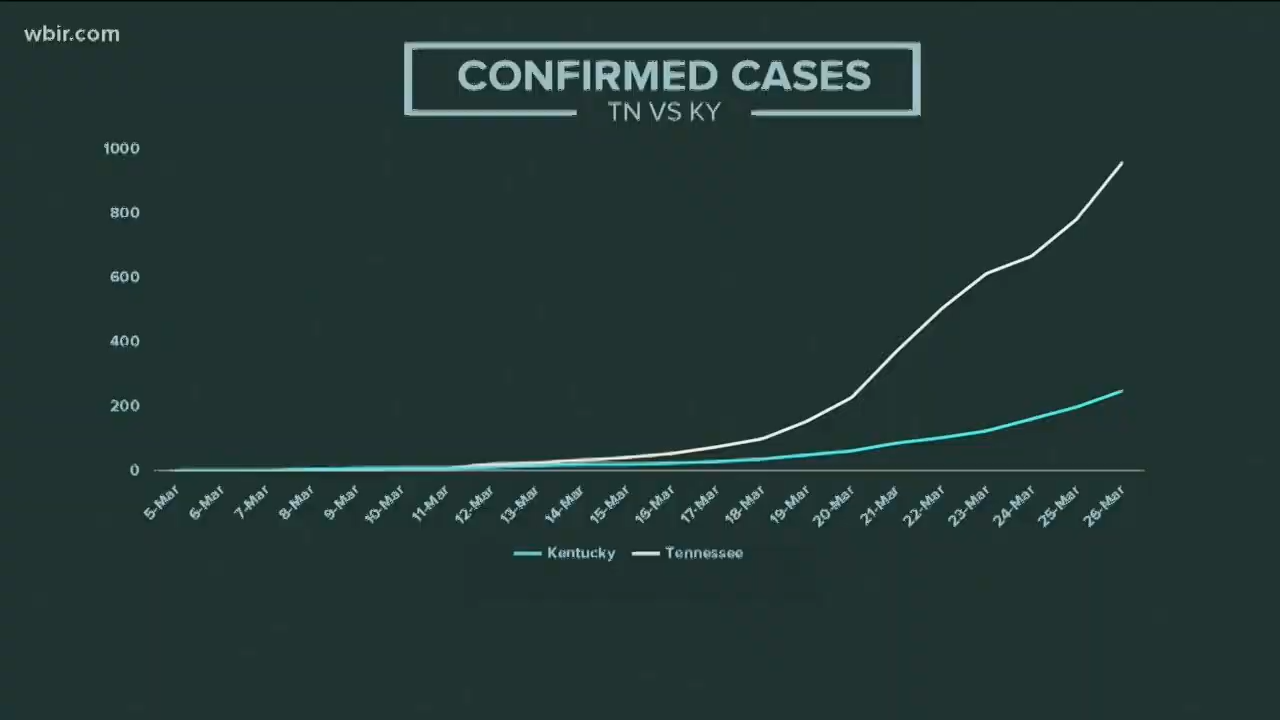 wbir.com
CONFIRMED CASES
TN VS KY
1000
800
600
400
200
0
5-Mar 6-Mar 7-Mar 8-Mar 9-Mar 10-Mar 11-Mar 12-Mar 13-Mar 14-Mar 15-Mar 16-Mar 17-Mar 18-Mar 19-Mar 20-Mar 21-Mar 22-Mar 23-Mar 24-Mar 25-Mar 26-Mar
Kentucky Tennessee